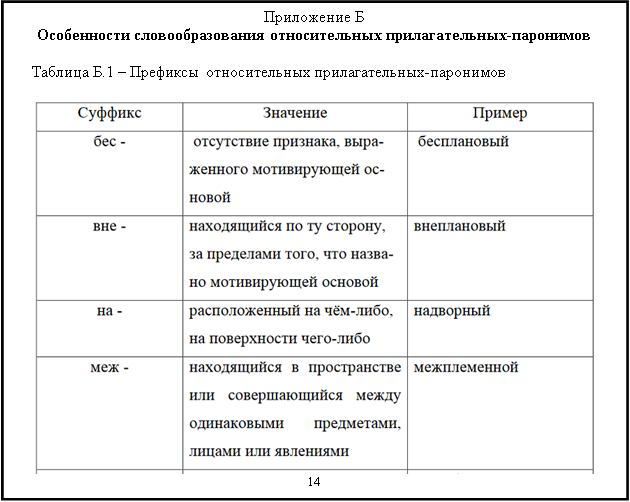 Приложение Б
Особенности словообразования относительных прилагательных-паронимов
Таблица Б.1 – Префиксы относительных прилагательных-паронимов
Суффикс Значение Пример
бес - отсутствие признака, выра- бесплановый
женного мотивирующей ос-
новой
вне - находящийся по ту сторону, внеплановый
за пределами того, что назва-
но мотивирующей основой
на - расположенный на чём-либо, надворный
на поверхности чего-либо
меж - находящийся в пространстве межплеменной
или совершающийся между
одинаковыми предметами,
лицами или явлениями
14